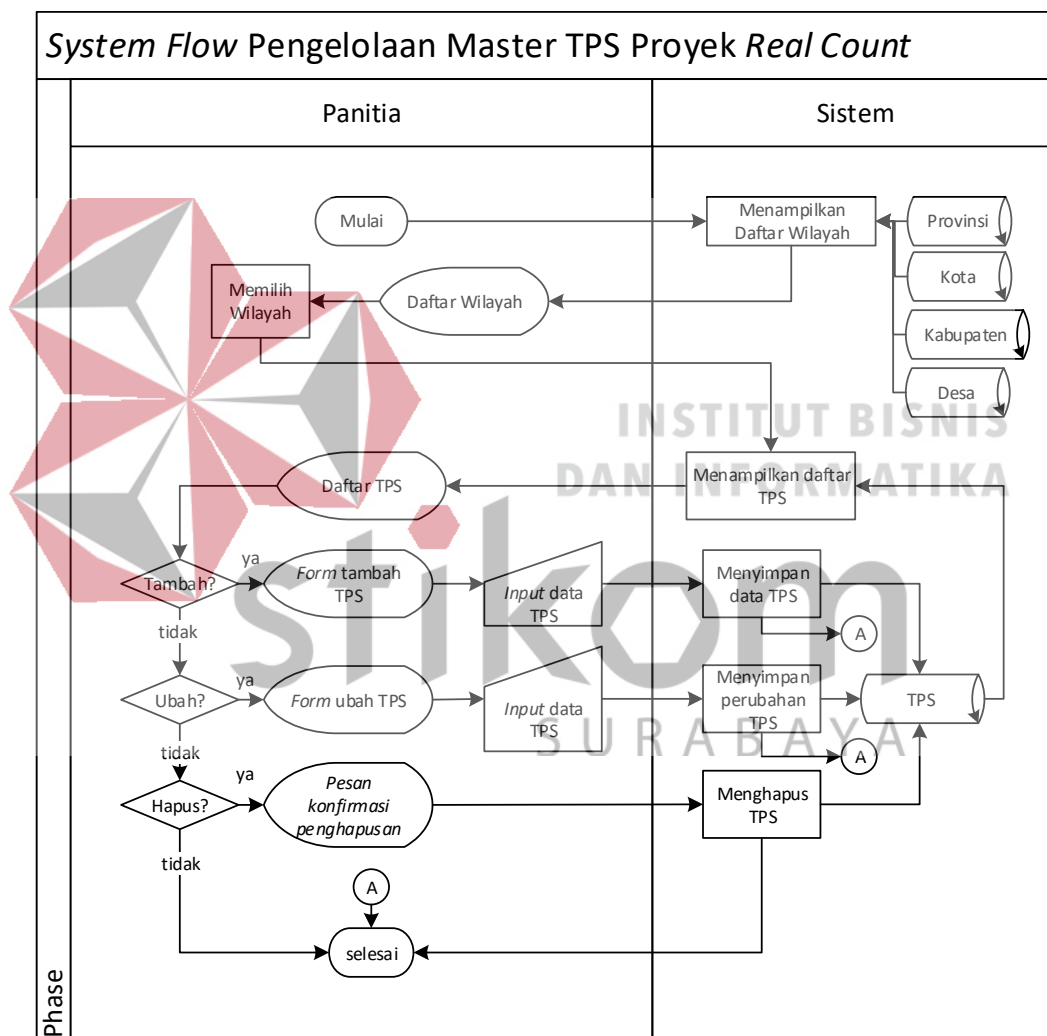 System Flow Pengelolaan Master TPS Proyek Real Count
Panitia
Sistem
Mulai
Menampilkan
Daftar Wilayah
Provinsi
Kota
Kabupaten
Desa
Memilih
Wilayah
Daftar Wilayah
INSTITUT BISNIS
DAN INFORMATIKA
Daftar TPS
Menampilkan daftar
TPS
Tambah?
ya
Form tambah
TPS
Input data
TPS
Menyimpan
data TPS
A
tidak
stikom
Ubah?
ya
Form ubah TPS
Input data
TPS
Menyimpan
perubahan
TPS
TPS
A
SURABAYA
tidak
Hapus?
ya
Pesan
konfirmasi
penghapusan
Menghapus
TPS
tidak
A
selesai
Phase